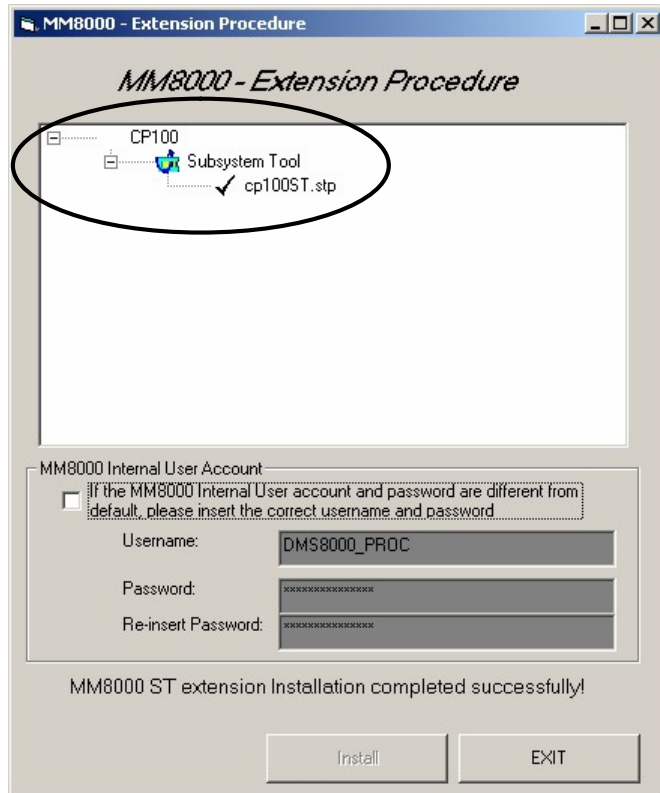 MM8000 - Extension Procedure
MM8000 - Extension Procedure
CP100
Subsystem Tool
cp100ST.stp
MM8000 Internal User Account
If the MM8000 Internal User account and password are different from
default, please insert the correct username and password
Username:
DMS8000_PROC
Password:
***************
Re-insert Password:
***************
MM8000 ST extension Installation completed successfully!
Install
EXIT